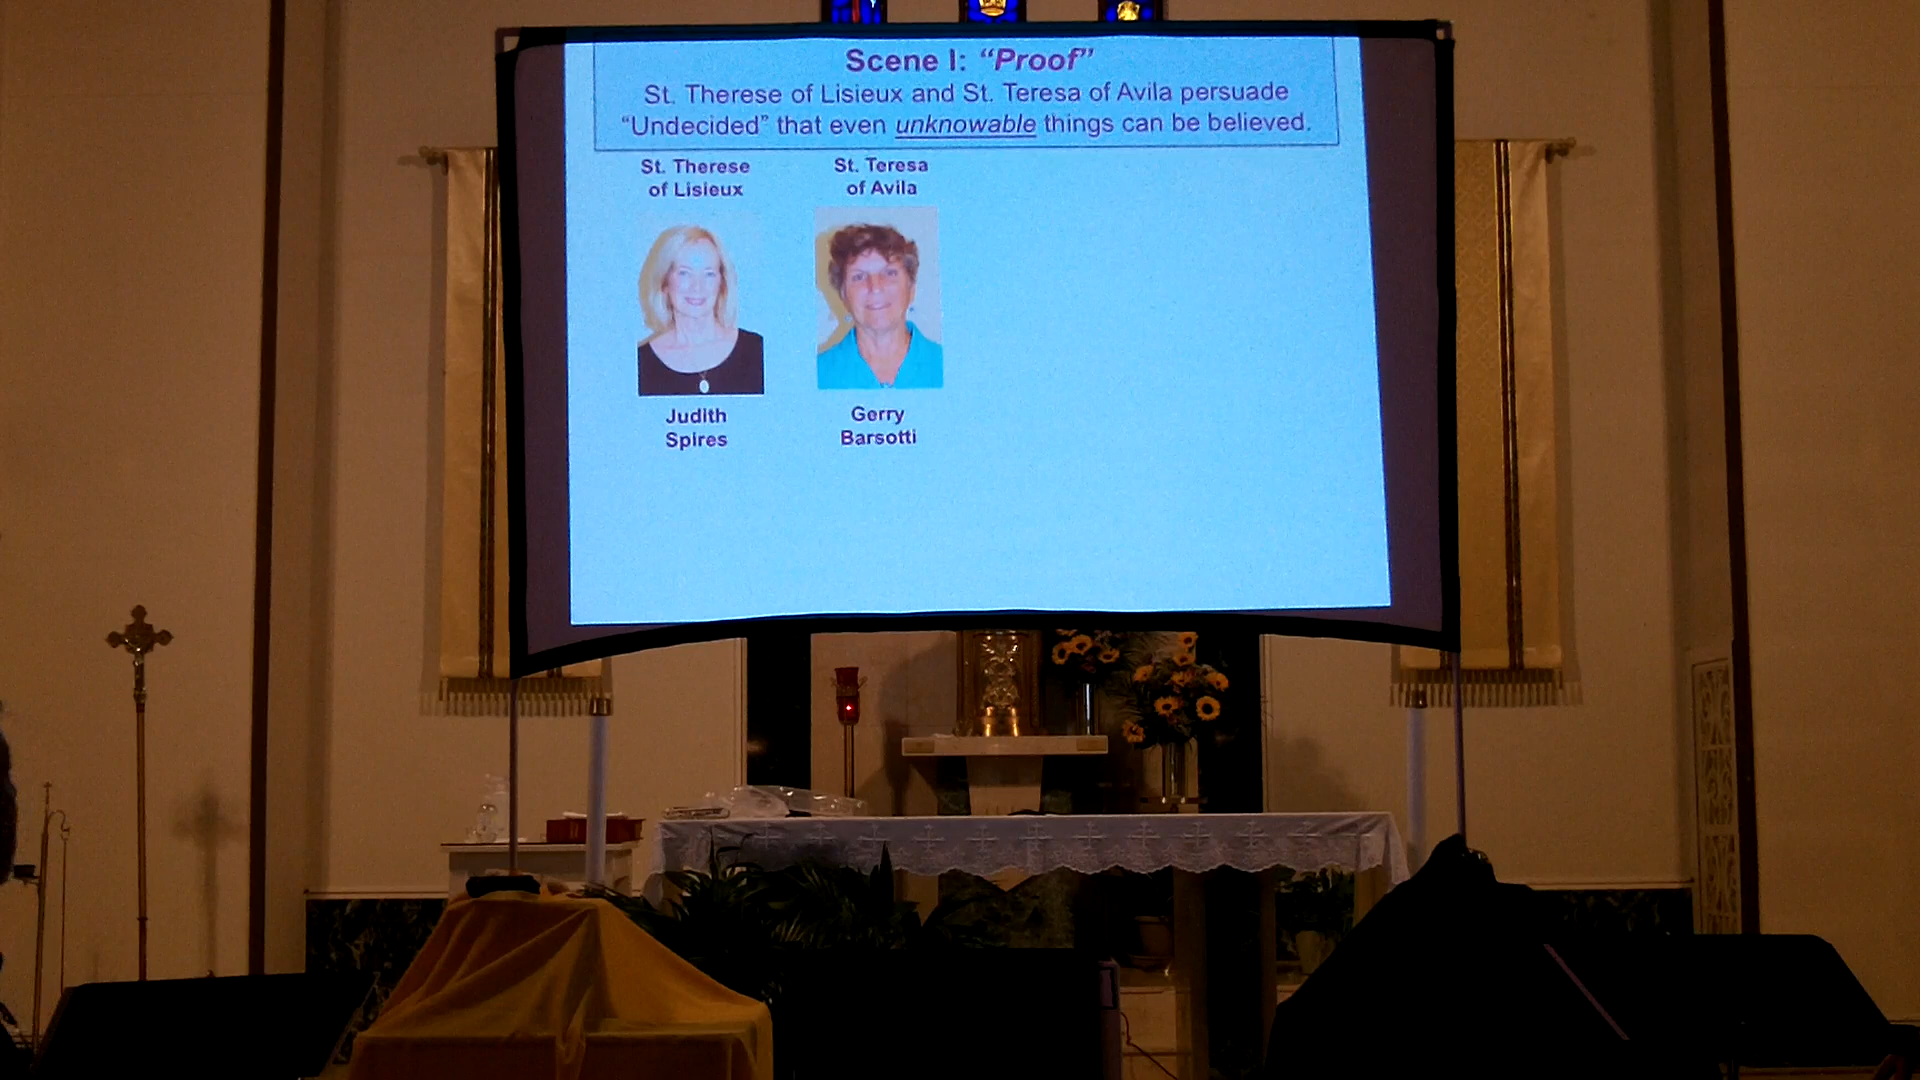 Scene I: “Proof”
St. Therese of Lisieux and St. Teresa of Avila persuade
“Undecided” that even unknowable things can be believed.
St. Therese
of Lisieux
St. Teresa
of Avila
Judith
Spires
Gerry
Barsotti